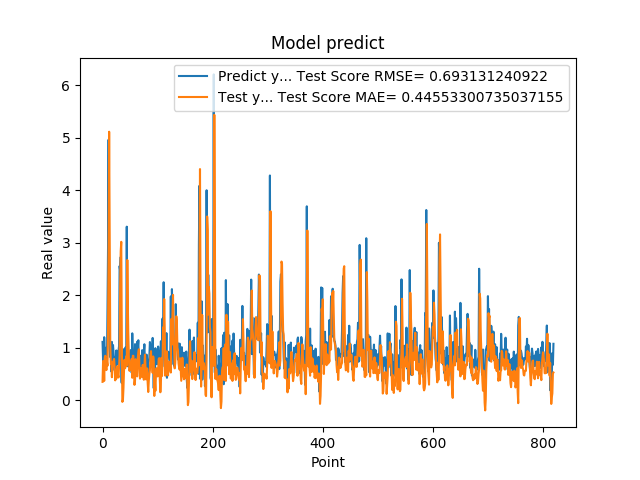 Model predict
Predict y... Test Score RMSE= 0.693131240922
Test y... Test Score MAE= 0.44553300735037155
Real value
6
5
4
3
2
1
0
0 200 400 600 800
Point